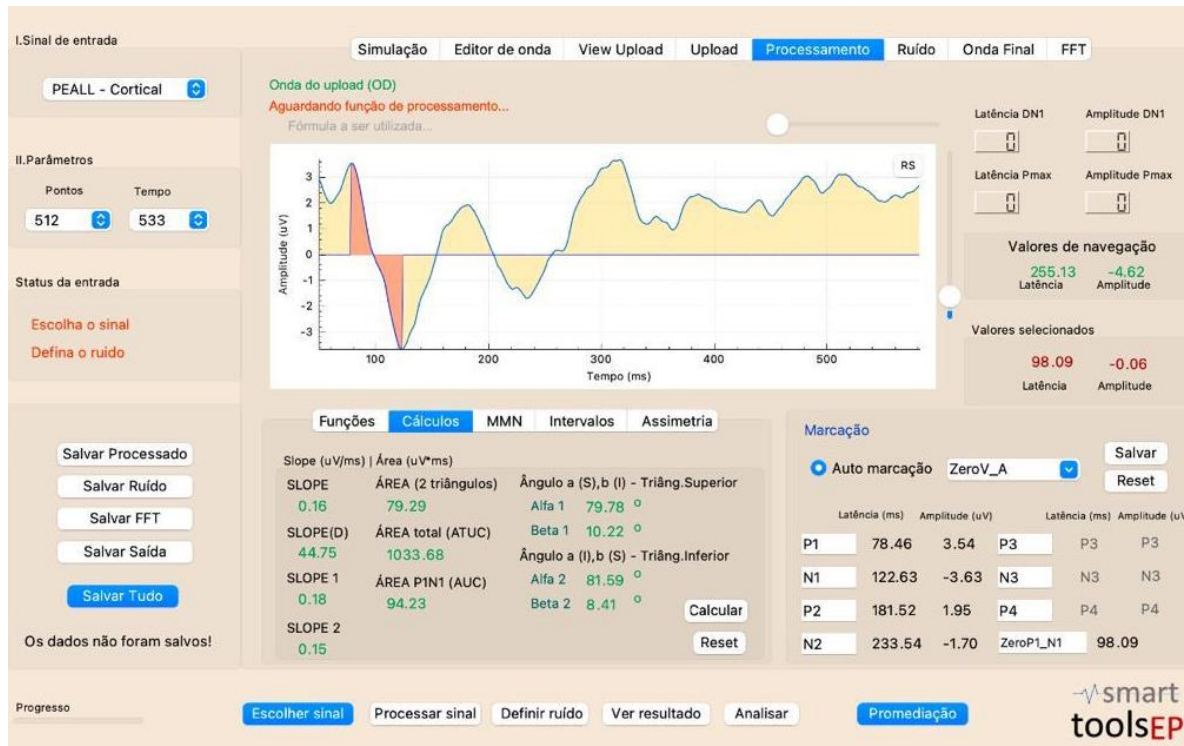 I.Sinal de entrada
PEALL - Cortical
II.Parâmetros
Pontos Tempo
512 533
Status da entrada
Escolha o sinal
Defina o ruido
Salvar Processado
Salvar Ruído
Salvar FFT
Salvar Saída
Salvar Tudo
Os dados não foram salvos!
Progresso
Simulação Editor de onda View Upload Upload Processamento Ruído Onda Final FFT
Onda do upload (OD)
Aguardando função de processamento...
Fórmula a ser utilizada...
RS
Amplitude (uV)
3
2
1
0
-1
-2
-3
100 200 300 400 500
Tempo (ms)
Latência DN1 Amplitude DN1
0 0
Latência Pmax Amplitude Pmax
0 0
Valores de navegação
255.13 -4.62
Latência Amplitude
Valores selecionados
98.09 -0.06
Latência Amplitude
Funções Cálculos MMN Intervalos Assimetria
Slope (uV/ms) | Área (uV*ms)
SLOPE ÁREA (2 triângulos) Ângulo a (S),b (I) - Triâng.Superior
0.16 79.29 Alfa 1 79.78 º
SLOPE(D) ÁREA total (ATUC) Beta 1 10.22 º
44.75 1033.68 Ângulo a (I),b (S) - Triâng.Inferior
SLOPE 1 ÁREA P1N1 (AUC) Alfa 2 81.59 º
0.18 94.23 Beta 2 8.41 º
SLOPE 2
0.15
Calcular
Reset
Marcação
Auto marcação ZeroV_A
Salvar
Reset
Latência (ms) Amplitude (uV) Latência (ms) Amplitude (uV
P1 78.46 3.54 P3 P3 P3
N1 122.63 -3.63 N3 N3 N3
P2 181.52 1.95 P4 P4 P4
N2 233.54 -1.70 ZeroP1_N1 98.09
Escolher sinal Processar sinal Definir ruído Ver resultado Analisar Promediação
smart
toolsEP